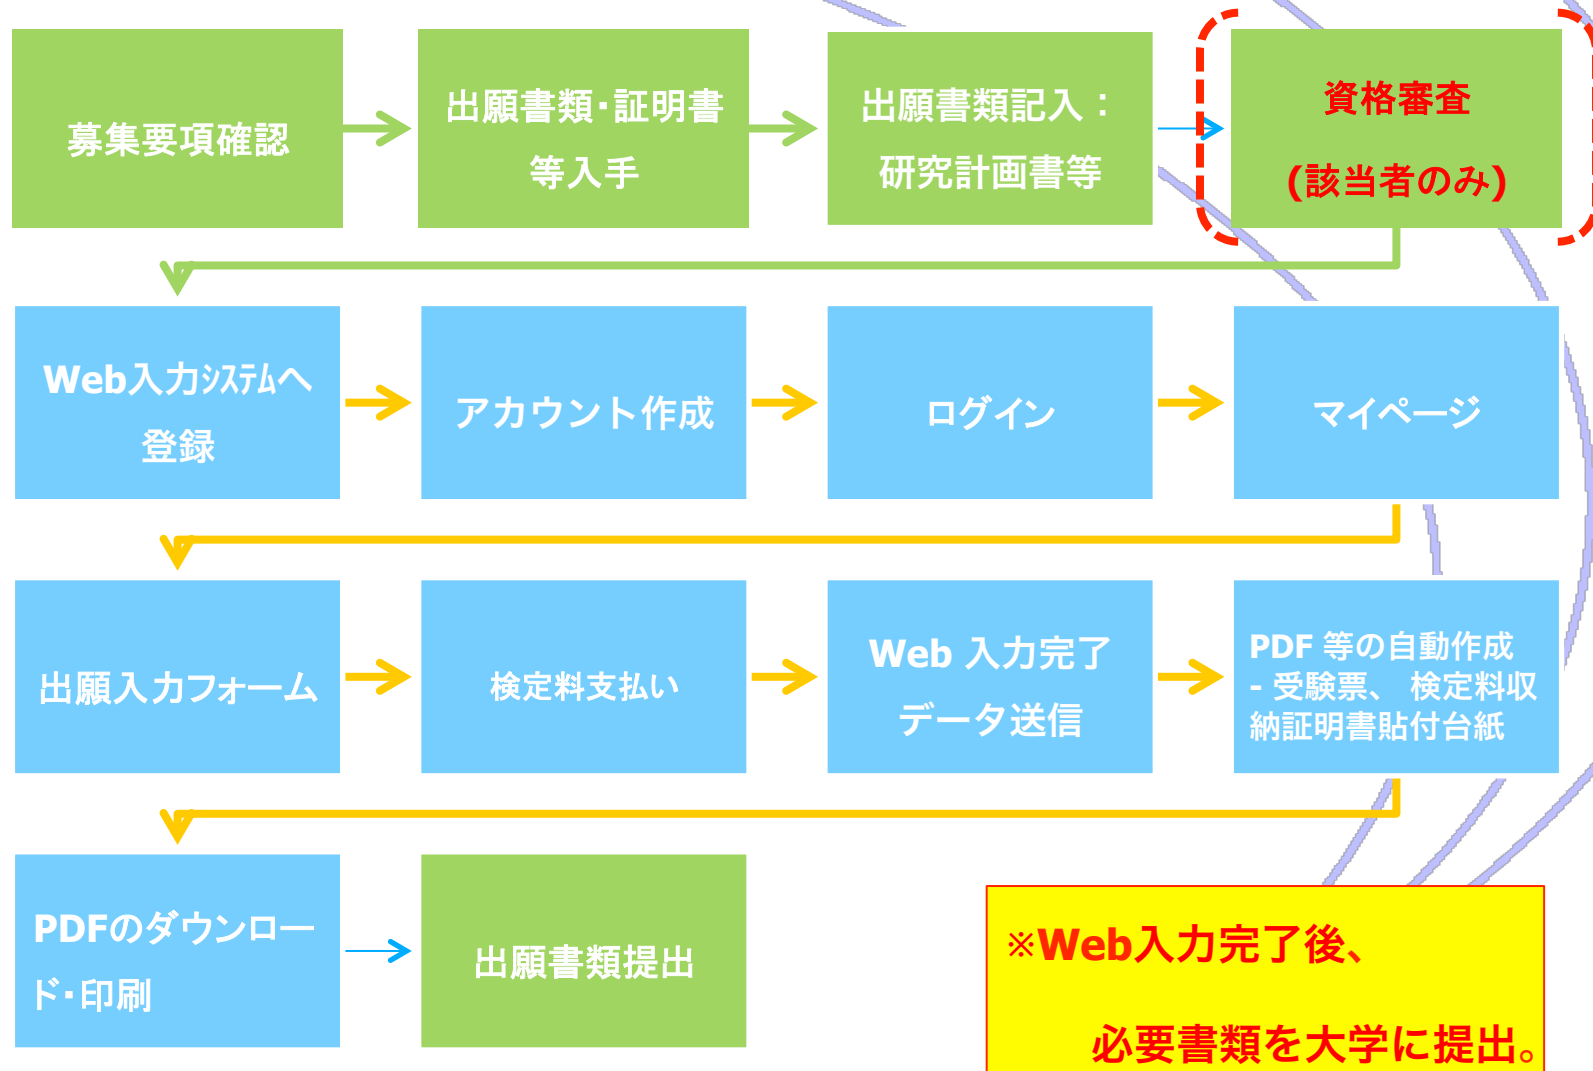 募集要項確認
出願書類・証明書
等入手
出願書類記入：
研究計画書等
資格審査
(該当者のみ)
Web入力ｼｽﾃﾑへ
登録
アカウント作成
ログイン
マイページ
出願入力フォーム
検定料支払い
Web 入力完了
データ送信
PDF 等の自動作成
- 受験票、 検定料収
納証明書貼付台紙
PDFのダウンロー
ド・印刷
出願書類提出
※Web入力完了後、
必要書類を大学に提出。